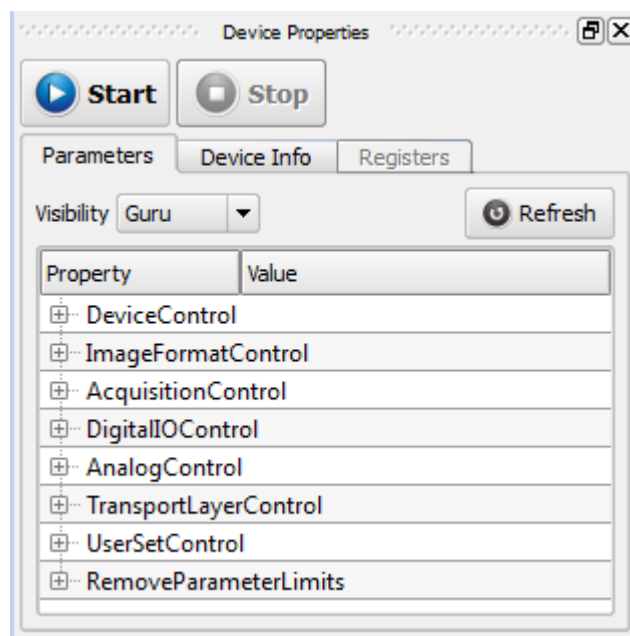 Device Properties
Start Stop
Parameters Device Info Registers
Visibility Guru Refresh
Property Value
DeviceControl
ImageFormatControl
AcquisitionControl
DigitalIOControl
AnalogControl
TransportLayerControl
UserSetControl
RemoveParameterLimits